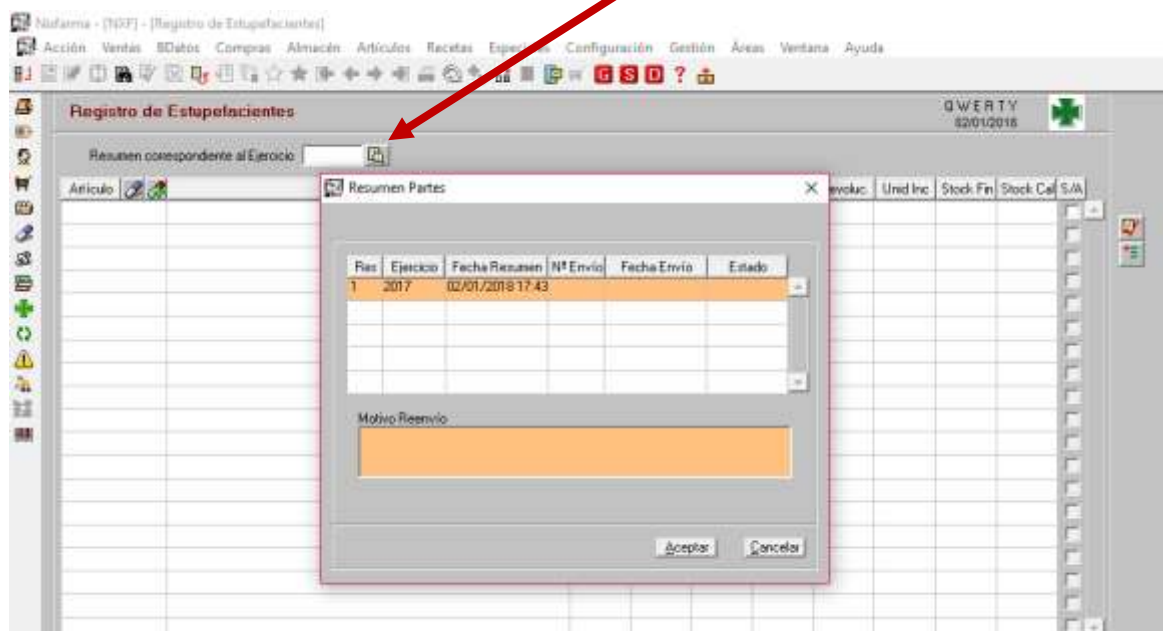 Nixfarma - [NXF] - [Registro de Estupefacientes]
Acción Ventas BDatos Compras Almacén Artículos Recetas Especiales Configuración Gestión Áreas Ventana Ayuda
G S D ?
Registro de Estupefacientes
QWERTY
02/01/2018
Resumen correspondiente al Ejercicio
Artículo
evoluc. Unid Inc Stock Fin Stock Cal S/A
Resumen Partes
Res Ejercicio Fecha Resumen Nº Envío Fecha Envío Estado
1 2017 02/01/2018 17:43
Motivo Reenvío
Aceptar Cancelar